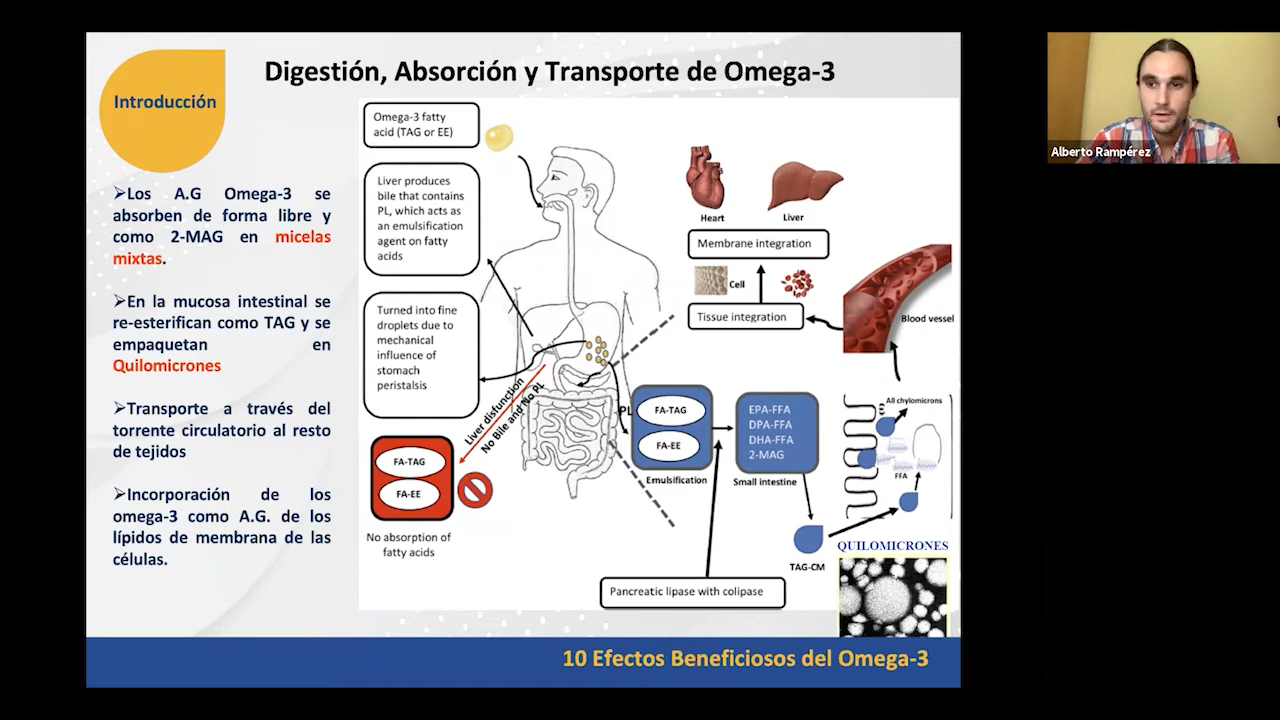 Digestión, Absorción y Transporte de Omega-3
Introducción
➢Los A.G Omega-3 se
absorben de forma libre y
como 2-MAG en micelas
mixtas.
➢En la mucosa intestinal se
re-esterifican como TAG y se
empaquetan en
Quilomicrones
➢Transporte a través del
torrente circulatorio al resto
de tejidos
➢Incorporación de los
omega-3 como A.G. de los
lípidos de membrana de las
células.
Omega-3 fatty
acid (TAG or EE)
Liver produces
bile that contains
PL, which acts as
an emulsification
agent on fatty
acids
Turned into fine
droplets due to
mechanical
influence of
stomach
peristalsis
Liver disfunction
No Bile and No PL
FA-TAG
FA-EE
No absorption of
fatty acids
PL
FA-TAG
FA-EE
Emulsification
EPA-FFA
DPA-FFA
DHA-FFA
2-MAG
Small intestine
Pancreatic lipase with colipase
TAG-CM
All chylomicrons
FFA
Blood vessel
Tissue integration
Cell
Membrane integration
Heart
Liver
QUILOMICRONES
10 Efectos Beneficiosos del Omega-3
Alberto Rampérez